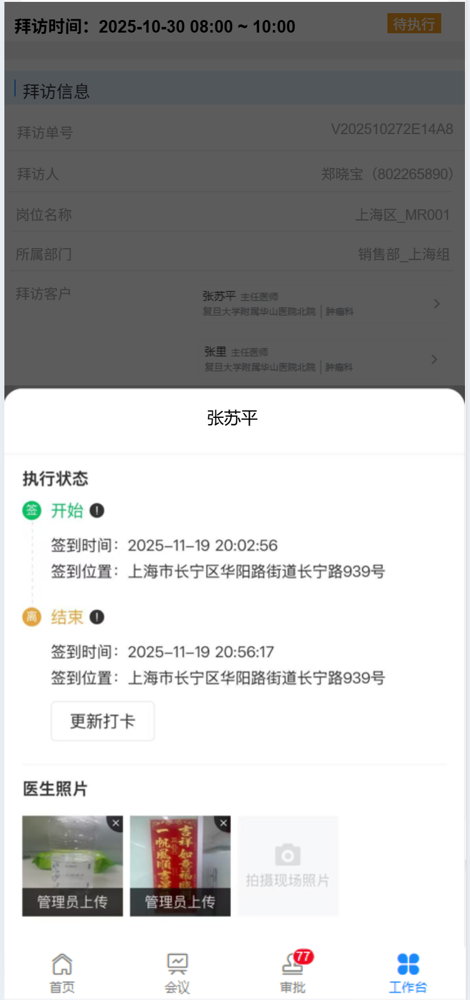 拜访时间：2025-10-30 08:00 ~ 10:00
待执行
拜访信息
拜访单号 V202510272E14A8
拜访人 郑晓宝（802265890）
岗位名称 上海区_MR001
所属部门 销售部_上海组
拜访客户
张苏平 主任医师
复旦大学附属华山医院北院 | 肿瘤科
张里 主任医师
复旦大学附属华山医院北院 | 肿瘤科
张苏平
执行状态
签 开始
签到时间：2025-11-19 20:02:56
签到位置：上海市长宁区华阳路街道长宁路939号
离 结束
签到时间：2025-11-19 20:56:17
签到位置：上海市长宁区华阳路街道长宁路939号
更新打卡
医生照片
吉祥如意福臨
一帆風順吉
管理员上传
管理员上传
拍摄现场照片
77
首页
会议
审批
工作台